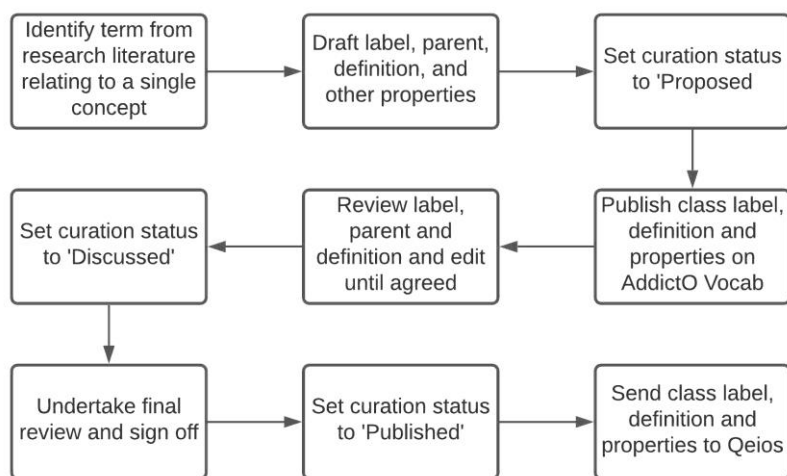 Identify term from
research literature
relating to a single
concept
Draft label, parent,
definition, and
other properties
Set curation status
to 'Proposed
Set curation status
to 'Discussed'
Review label,
parent and
definition and edit
until agreed
Publish class label,
definition and
properties on
AddictO Vocab
Undertake final
review and sign off
Set curation status
to 'Published'
Send class label,
definition and
properties to Qeios